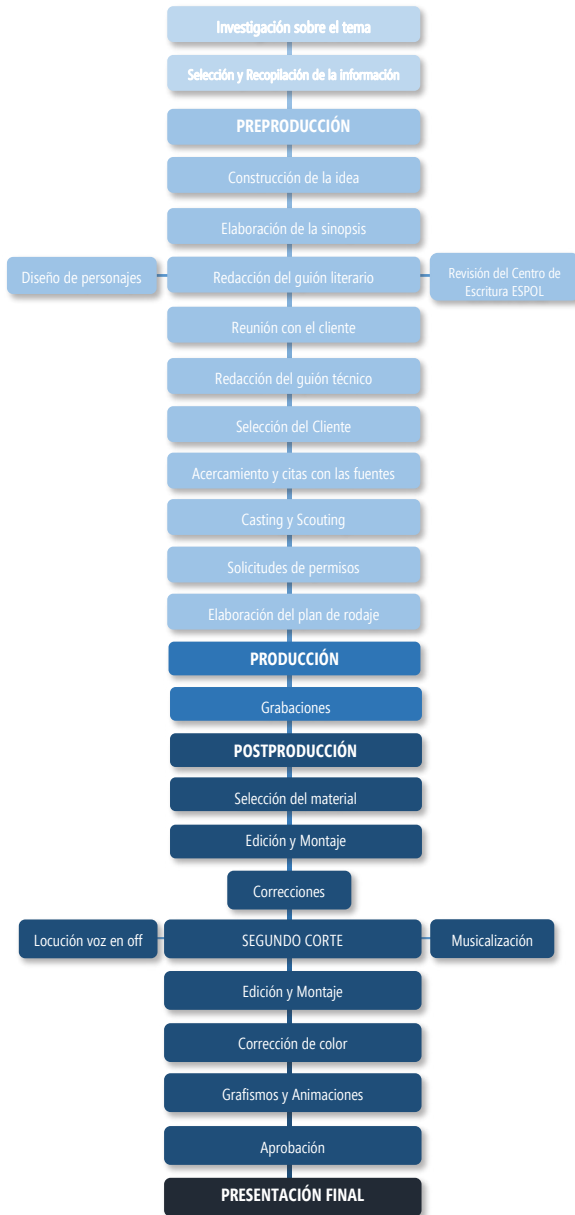 Investigación sobre el tema
Selección y Recopilación de la información
PREPRODUCCIÓN
Construcción de la idea
Elaboración de la sinopsis
Diseño de personajes
Redacción del guión literario
Revisión del Centro de
Escritura ESPOL
Reunión con el cliente
Redacción del guión técnico
Selección del Cliente
Acercamiento y citas con las fuentes
Casting y Scouting
Solicitudes de permisos
Elaboración del plan de rodaje
PRODUCCIÓN
Grabaciones
POSTPRODUCCIÓN
Selección del material
Edición y Montaje
Correcciones
Locución voz en off
SEGUNDO CORTE
Musicalización
Edición y Montaje
Corrección de color
Grafismos y Animaciones
Aprobación
PRESENTACIÓN FINAL